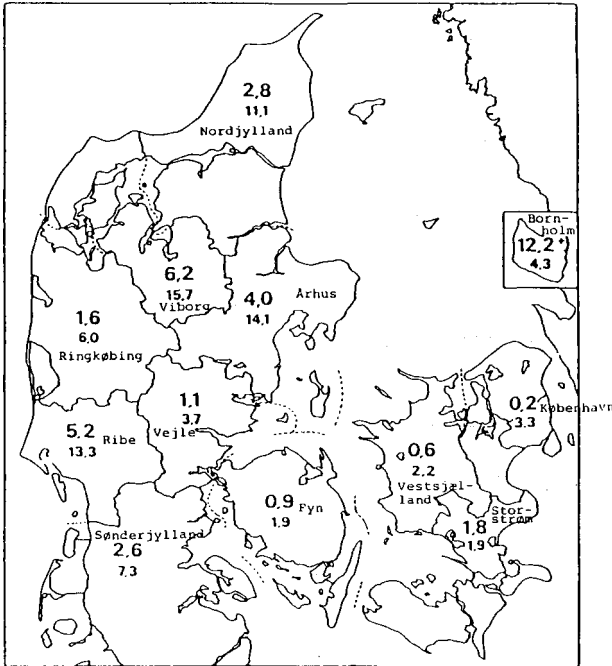 2,8
11,1
Nordjylland
Born-
holm
12,2 *)
4,3
6,2
15,7
Viborg
4,0
14,1
Århus
1,6
6,0
Ringkøbing
1,1
3,7
Vejle
0,2
3,3
København
5,2
13,3
Ribe
0,6
2,2
Vestsjæl-
land
0,9
1,9
Fyn
Stor-
strøm
1,8
1,9
Sønderjylland
2,6
7,3